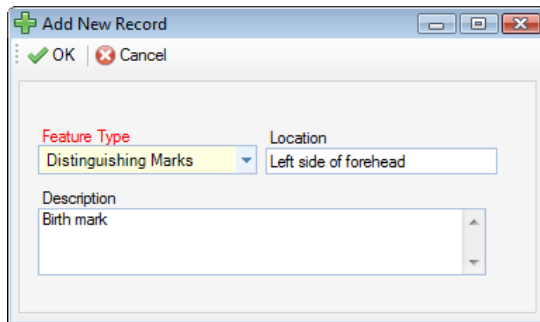 Add New Record
OK Cancel
Feature Type Location
Distinguishing Marks Left side of forehead
Description
Birth mark